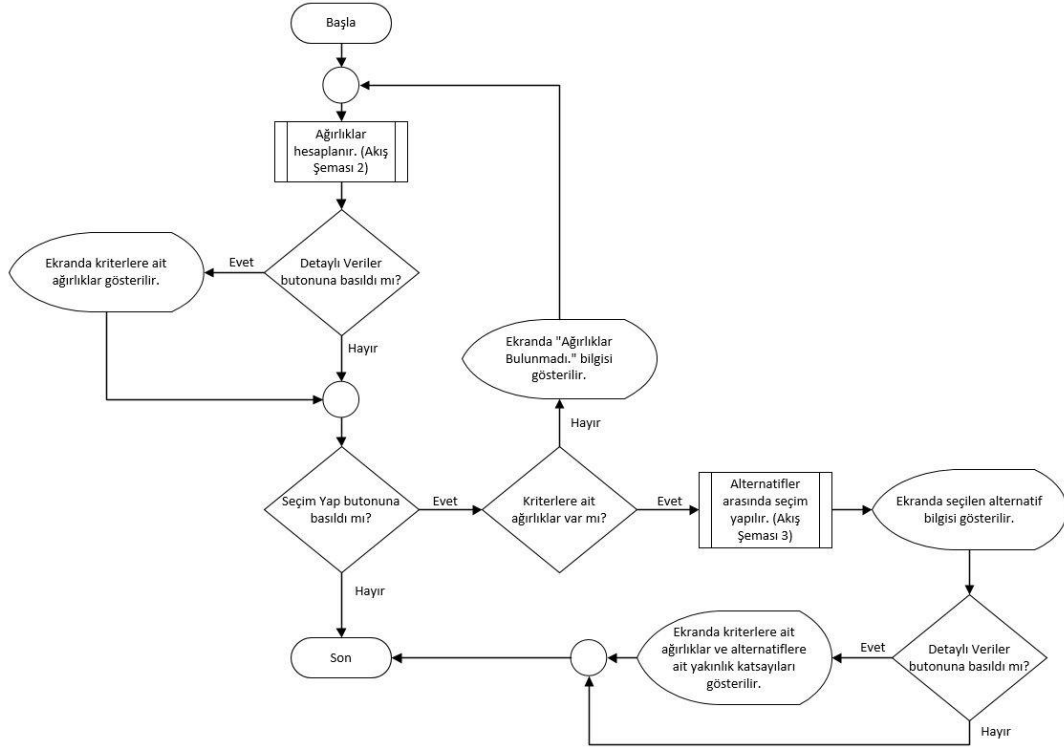 Başla
Ağırlıklar
hesaplanır. (Akış
Şeması 2)
Ekranda kriterlere ait
ağırlıklar gösterilir.
Evet
Detaylı Veriler
butonuna basıldı mı?
Hayır
Ekranda "Ağırlıklar
Bulunmadı." bilgisi
gösterilir.
Hayır
Seçim Yap butonuna
basıldı mı?
Evet
Kriterlere ait
ağırlıklar var mı?
Evet
Alternatifler
arasında seçim
yapılır. (Akış
Şeması 3)
Ekranda seçilen alternatif
bilgisi gösterilir.
Hayır
Son
Ekranda kriterlere ait
ağırlıklar ve alternatiflere
ait yakınlık katsayıları
gösterilir.
Evet
Detaylı Veriler
butonuna basıldı mı?
Hayır